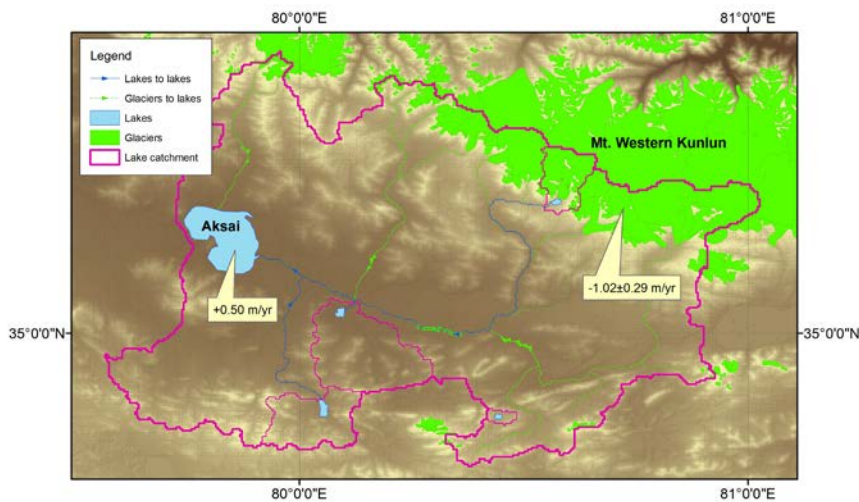 80°0'0"E
81°0'0"E
Legend
Lakes to lakes
Glaciers to lakes
Lakes
Glaciers
Lake catchment
Mt. Western Kunlun
Aksai
+0.50 m/yr
-1.02±0.29 m/yr
35°0'0"N
35°0'0"N
80°0'0"E
81°0'0"E